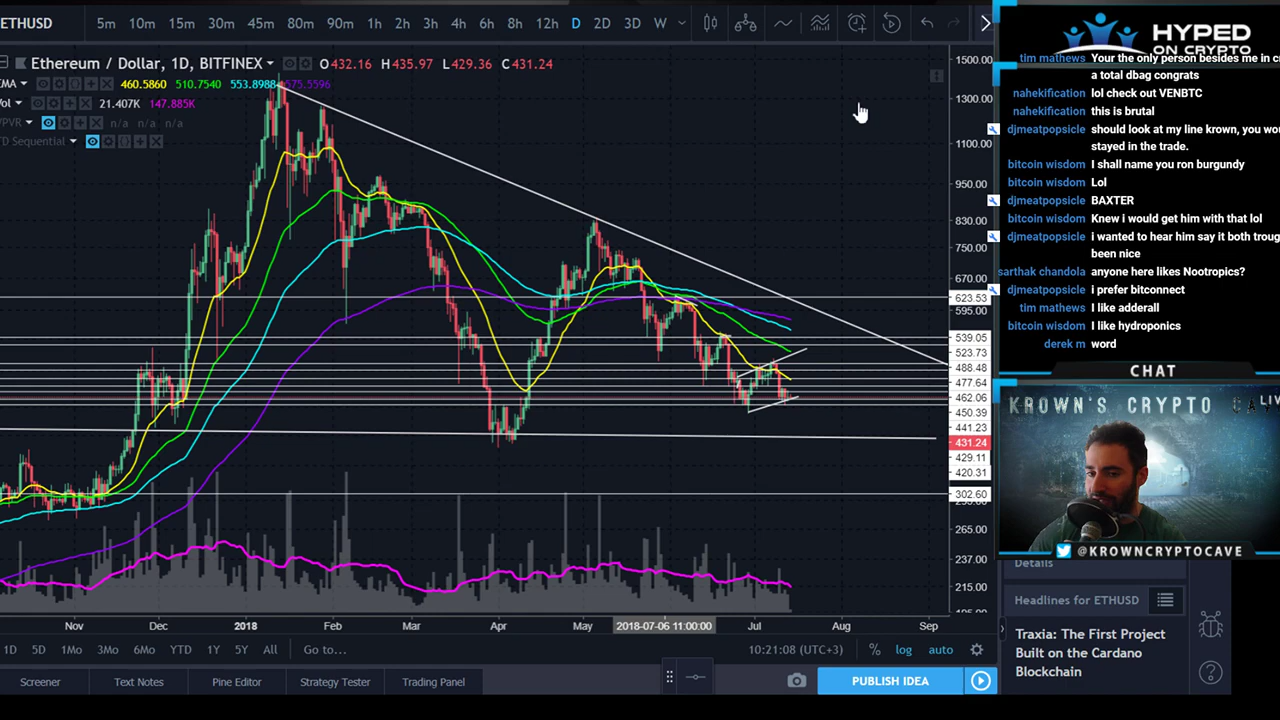 ETHUSD 5m 10m 15m 30m 45m 80m 90m 1h 2h 3h 4h 6h 8h 12h D 2D 3D W
Ethereum / Dollar, 1D, BITFINEX O432.16 H435.97 L429.36 C431.24
EMA 460.5860 510.7540 553.8988 575.5596
Vol 21.407K 147.885K
VPVR n/a n/a n/a
TD Sequential
1500.00
1300.00
1100.00
950.00
830.00
750.00
670.00
623.53
595.00
539.05
523.73
488.48
477.64
462.06
450.39
441.23
431.24
429.11
420.31
302.60
265.00
237.00
215.00
Nov Dec 2018 Feb Mar Apr May 2018-07-06 11:00:00 Jul Aug Sep
1D 5D 1Mo 3Mo 6Mo YTD 1Y 5Y All Go to... 10:21:08 (UTC+3) % log auto
Screener Text Notes Pine Editor Strategy Tester Trading Panel PUBLISH IDEA
HYPED
ON CRYPTO
tim mathews Your the only person besides me in cr
a total dbag congrats
nahekification lol check out VENBTC
nahekification this is brutal
djmeatpopsicle should look at my line krown, you wo
stayed in the trade.
bitcoin wisdom I shall name you ron burgundy
bitcoin wisdom Lol
djmeatpopsicle BAXTER
bitcoin wisdom Knew i would get him with that lol
djmeatpopsicle i wanted to hear him say it both troug
been nice
sarthak chandola anyone here likes Nootropics?
djmeatpopsicle i prefer bitconnect
tim mathews I like adderall
bitcoin wisdom I like hydroponics
derek m word
CHAT
KROWN'S CRYPTO CAVE
LIV
@KROWNCRYPTOCAVE
Details
Headlines for ETHUSD
Traxia: The First Project
Built on the Cardano
Blockchain